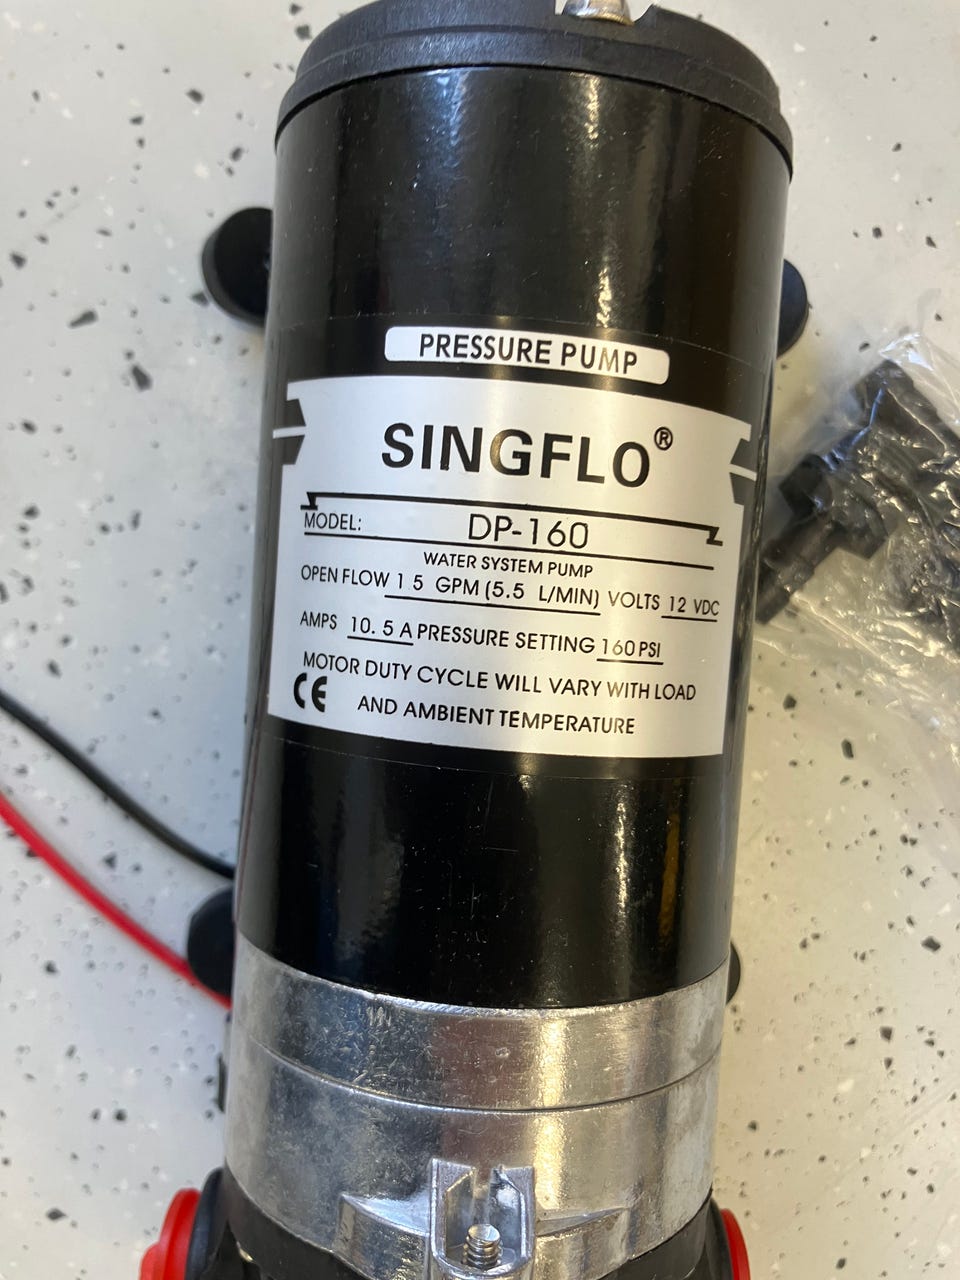 PRESSURE PUMP
SINGFLO®
MODEL: DP-160
WATER SYSTEM PUMP
OPEN FLOW 1 5 GPM (5.5 L/MIN) VOLTS 12 VDC
AMPS 10. 5 A PRESSURE SETTING 160 PSI
MOTOR DUTY CYCLE WILL VARY WITH LOAD
CE AND AMBIENT TEMPERATURE